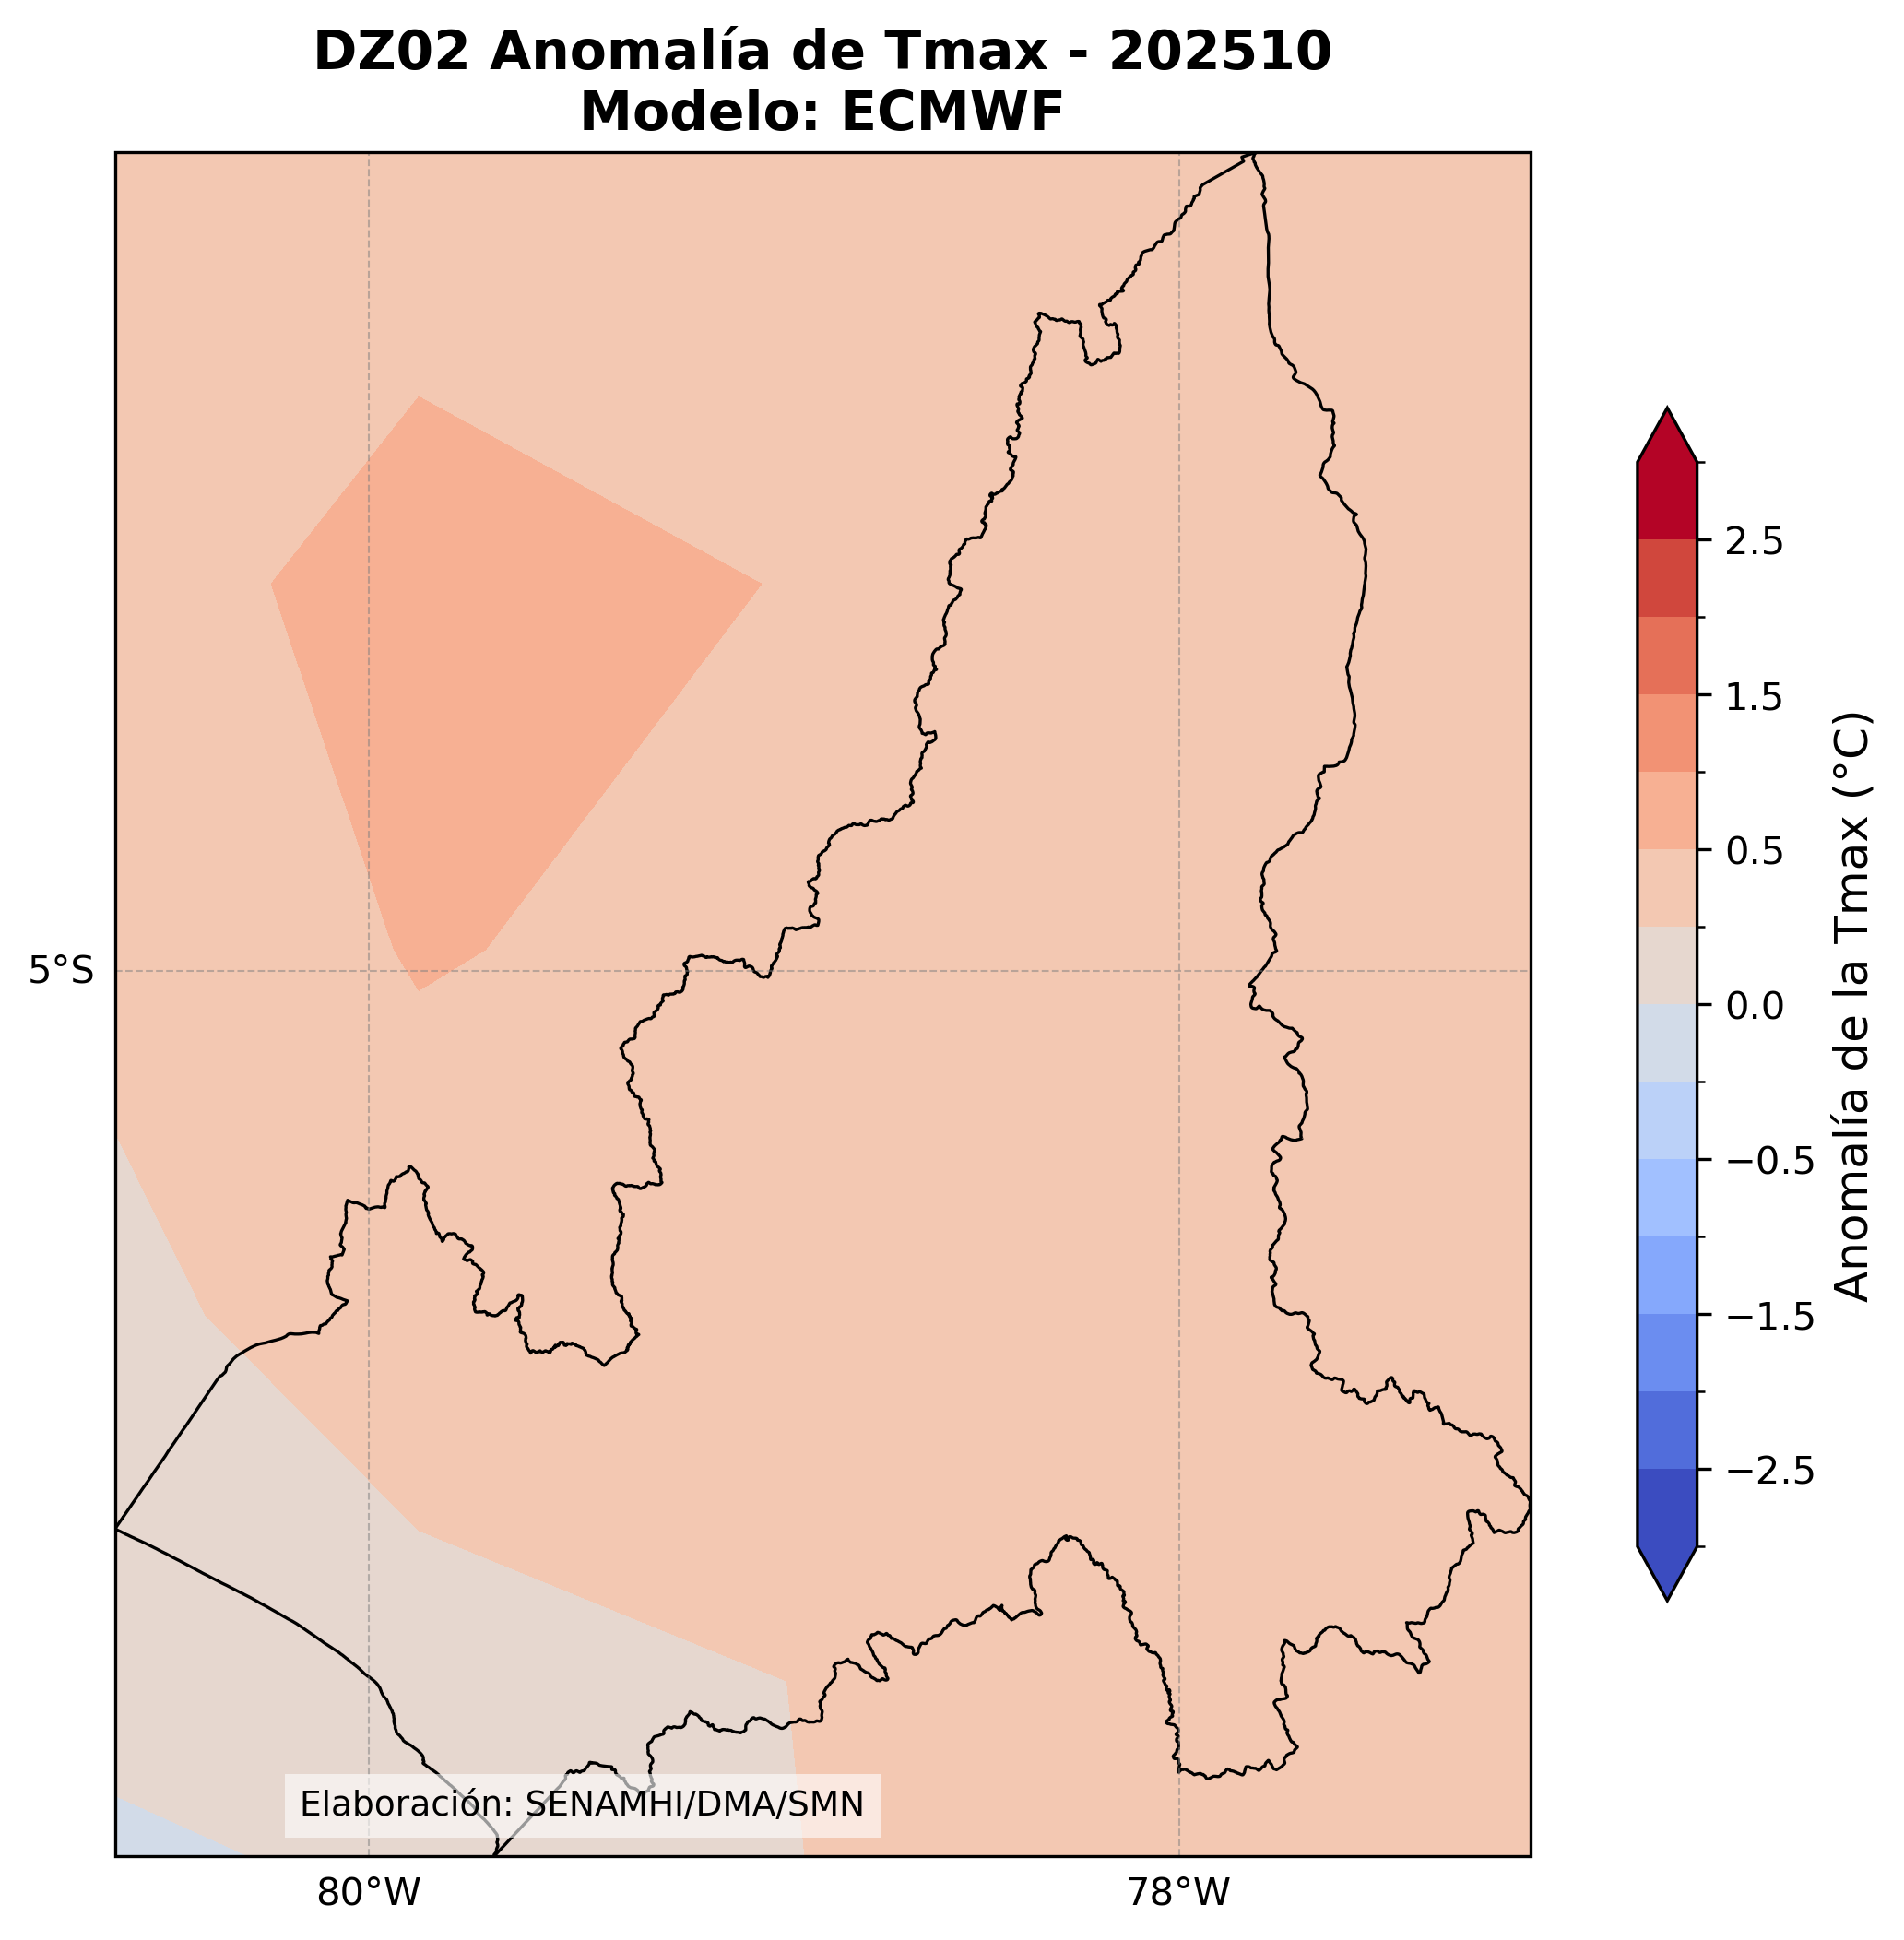 DZ02 Anomalía de Tmax - 202510
Modelo: ECMWF
5°S
80°W
78°W
Elaboración: SENAMHI/DMA/SMN
2.5
1.5
0.5
0.0
−0.5
−1.5
−2.5
Anomalía de la Tmax (°C)